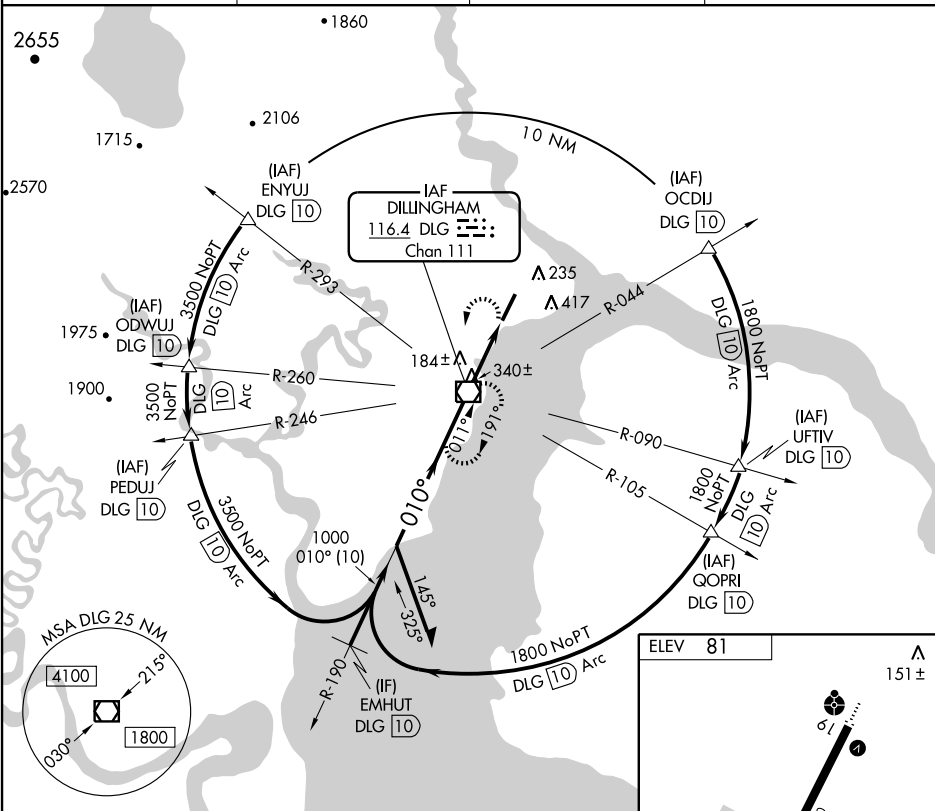 1860
2655
2106
1715
2570
10 NM
(IAF)
ENYUJ
DLG 10
(IAF)
OCDIJ
DLG 10
IAF
DILLINGHAM
116.4 DLG
Chan 111
R-293
R-044
235
417
3500 NoPT
DLG 10 Arc
1800 NoPT
DLG 10 Arc
(IAF)
ODWUJ
DLG 10
1975
1900
184±
340±
R-260
3500
NoPT
DLG
10
Arc
R-246
011°
191°
R-090
R-105
(IAF)
UFTIV
DLG 10
1800
NoPT
DLG
10 Arc
(IAF)
PEDUJ
DLG 10
010°
3500 NoPT
DLG 10 Arc
1000
010° (10)
145°
325°
(IAF)
QOPRI
DLG 10
1800 NoPT
DLG 10 Arc
R-190
(IF)
EMHUT
DLG 10
MSA DLG 25 NM
4100
215°
030°
1800
ELEV 81
151±
19
V